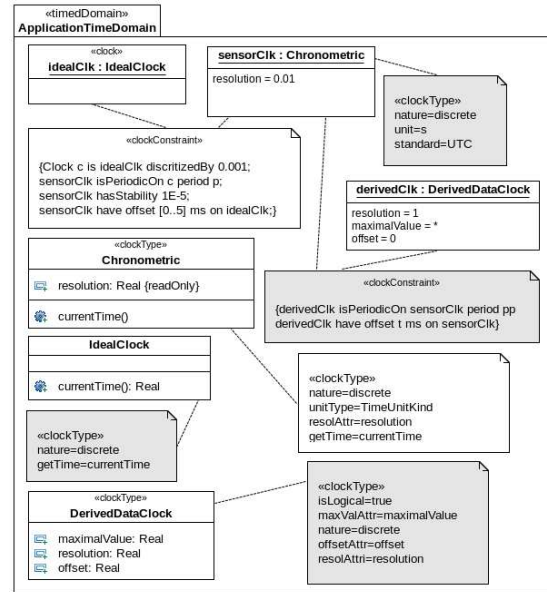 «timedDomain»
ApplicationTimeDomain
«clock»
idealClk : IdealClock
sensorClk : Chronometric
resolution = 0.01
«clockType»
nature=discrete
unit=s
standard=UTC
«clockConstraint»
{Clock c is idealClk discritizedBy 0.001;
sensorClk isPeriodicOn c period p;
sensorClk hasStability 1E-5;
sensorClk have offset [0..5] ms on idealClk;}
derivedClk : DerivedDataClock
resolution = 1
maximalValue = *
offset = 0
«clockType»
Chronometric
resolution: Real {readOnly}
currentTime()
«clockConstraint»
{derivedClk isPeriodicOn sensorClk period pp
derivedClk have offset t ms on sensorClk}
IdealClock
currentTime(): Real
«clockType»
nature=discrete
unitType=TimeUnitKind
resolAttr=resolution
getTime=currentTime
«clockType»
nature=discrete
getTime=currentTime
«clockType»
DerivedDataClock
maximalValue: Real
resolution: Real
offset: Real
«clockType»
isLogical=true
maxValAttr=maximalValue
nature=discrete
offsetAttr=offset
resolAttri=resolution